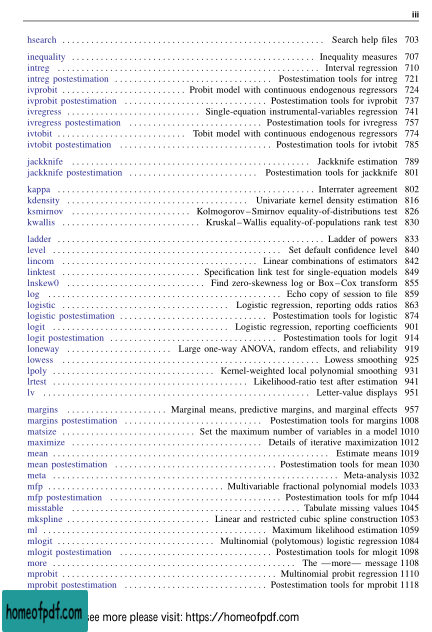 iii
hsearch . . . . . . . . . . . . . . . . . . . . Search help files 703
inequality . . . . . . . . . . . . . . . . . . . . Inequality measures 707
intreg . . . . . . . . . . . . . . . . . . . . Interval regression 710
intreg postestimation . . . . . . . . . . . . . . . . . . . . Postestimation tools for intreg 721
ivprobit . . . . . . . . . . . . . . . . . . . . Probit model with continuous endogenous regressors 724
ivprobit postestimation . . . . . . . . . . . . . . . . . . . . Postestimation tools for ivprobit 737
ivregress . . . . . . . . . . . . . . . . . . . . Single-equation instrumental-variables regression 741
ivregress postestimation . . . . . . . . . . . . . . . . . . . . Postestimation tools for ivregress 757
ivtobit . . . . . . . . . . . . . . . . . . . . Tobit model with continuous endogenous regressors 774
ivtobit postestimation . . . . . . . . . . . . . . . . . . . . Postestimation tools for ivtobit 785
jackknife . . . . . . . . . . . . . . . . . . . . Jackknife estimation 789
jackknife postestimation . . . . . . . . . . . . . . . . . . . . Postestimation tools for jackknife 801
kappa . . . . . . . . . . . . . . . . . . . . Interrater agreement 802
kdensity . . . . . . . . . . . . . . . . . . . . Univariate kernel density estimation 816
ksmirnov . . . . . . . . . . . . . . . . . . . . Kolmogorov–Smirnov equality-of-distributions test 826
kwallis . . . . . . . . . . . . . . . . . . . . Kruskal–Wallis equality-of-populations rank test 830
ladder . . . . . . . . . . . . . . . . . . . . Ladder of powers 833
level . . . . . . . . . . . . . . . . . . . . Set default confidence level 840
lincom . . . . . . . . . . . . . . . . . . . . Linear combinations of estimators 842
linktest . . . . . . . . . . . . . . . . . . . . Specification link test for single-equation models 849
lnskew0 . . . . . . . . . . . . . . . . . . . . Find zero-skewness log or Box–Cox transform 855
log . . . . . . . . . . . . . . . . . . . . Echo copy of session to file 859
logistic . . . . . . . . . . . . . . . . . . . . Logistic regression, reporting odds ratios 863
logistic postestimation . . . . . . . . . . . . . . . . . . . . Postestimation tools for logistic 874
logit . . . . . . . . . . . . . . . . . . . . Logistic regression, reporting coefficients 901
logit postestimation . . . . . . . . . . . . . . . . . . . . Postestimation tools for logit 914
loneway . . . . . . . . . . . . . . . . . . . . Large one-way ANOVA, random effects, and reliability 919
lowess . . . . . . . . . . . . . . . . . . . . Lowess smoothing 925
lpoly . . . . . . . . . . . . . . . . . . . . Kernel-weighted local polynomial smoothing 931
lrtest . . . . . . . . . . . . . . . . . . . . Likelihood-ratio test after estimation 941
lv . . . . . . . . . . . . . . . . . . . . Letter-value displays 951
margins . . . . . . . . . . . . . . . . . . . . Marginal means, predictive margins, and marginal effects 957
margins postestimation . . . . . . . . . . . . . . . . . . . . Postestimation tools for margins 1008
matsize . . . . . . . . . . . . . . . . . . . . Set the maximum number of variables in a model 1010
maximize . . . . . . . . . . . . . . . . . . . . Details of iterative maximization 1012
mean . . . . . . . . . . . . . . . . . . . . Estimate means 1019
mean postestimation . . . . . . . . . . . . . . . . . . . . Postestimation tools for mean 1030
meta . . . . . . . . . . . . . . . . . . . . Meta-analysis 1032
mfp . . . . . . . . . . . . . . . . . . . . Multivariable fractional polynomial models 1033
mfp postestimation . . . . . . . . . . . . . . . . . . . . Postestimation tools for mfp 1044
misstable . . . . . . . . . . . . . . . . . . . . Tabulate missing values 1045
mkspline . . . . . . . . . . . . . . . . . . . . Linear and restricted cubic spline construction 1053
ml . . . . . . . . . . . . . . . . . . . . Maximum likelihood estimation 1059
mlogit . . . . . . . . . . . . . . . . . . . . Multinomial (polytomous) logistic regression 1084
mlogit postestimation . . . . . . . . . . . . . . . . . . . . Postestimation tools for mlogit 1098
more . . . . . . . . . . . . . . . . . . . . The —more— message 1108
mprobit . . . . . . . . . . . . . . . . . . . . Multinomial probit regression 1110
mprobit postestimation . . . . . . . . . . . . . . . . . . . . Postestimation tools for mprobit 1118
homeofpdf.com see more please visit: https://homeofpdf.com